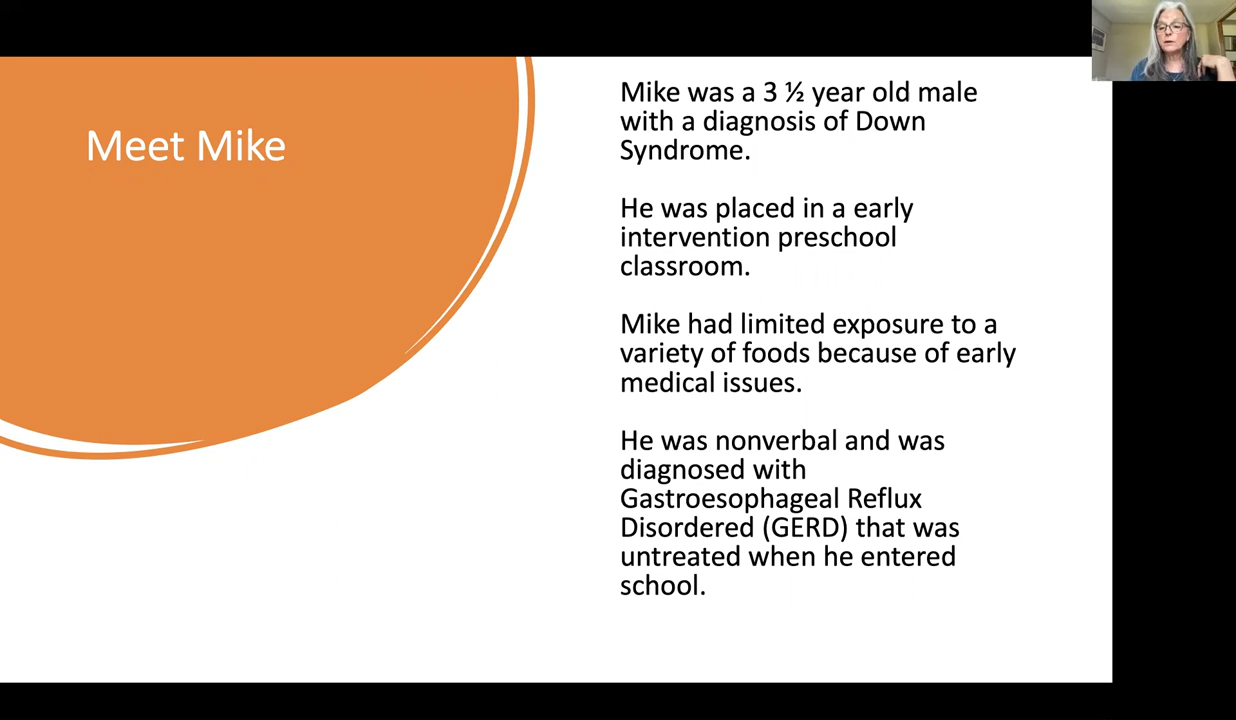 Meet Mike
Mike was a 3 ½ year old male
with a diagnosis of Down
Syndrome.
He was placed in a early
intervention preschool
classroom.
Mike had limited exposure to a
variety of foods because of early
medical issues.
He was nonverbal and was
diagnosed with
Gastroesophageal Reflux
Disordered (GERD) that was
untreated when he entered
school.